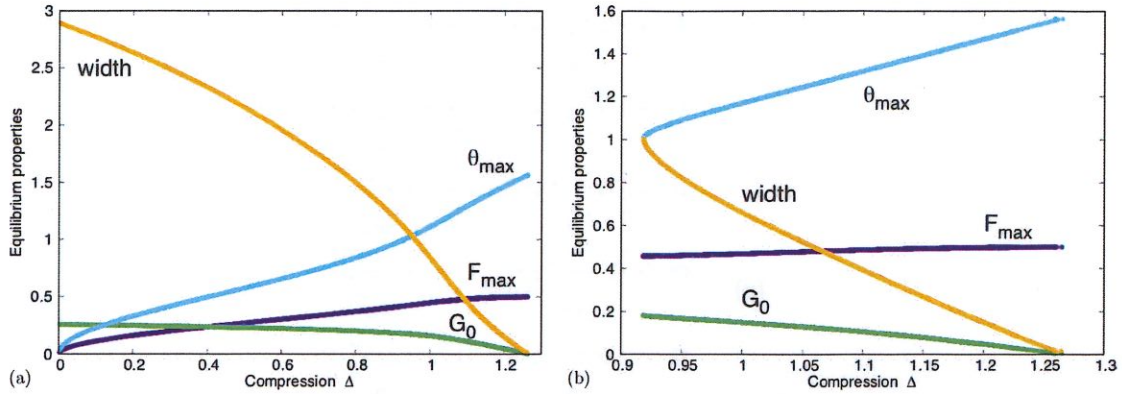 3
2.5
2
1.5
1
0.5
0
Equilibrium properties
width
θmax
Fmax
G0
0 0.2 0.4 0.6 0.8 1 1.2
(a) Compression Δ
1.6
1.4
1.2
1
0.8
0.6
0.4
0.2
0
Equilibrium properties
θmax
width
Fmax
G0
0.9 0.95 1 1.05 1.1 1.15 1.2 1.25 1.3
(b) Compression Δ